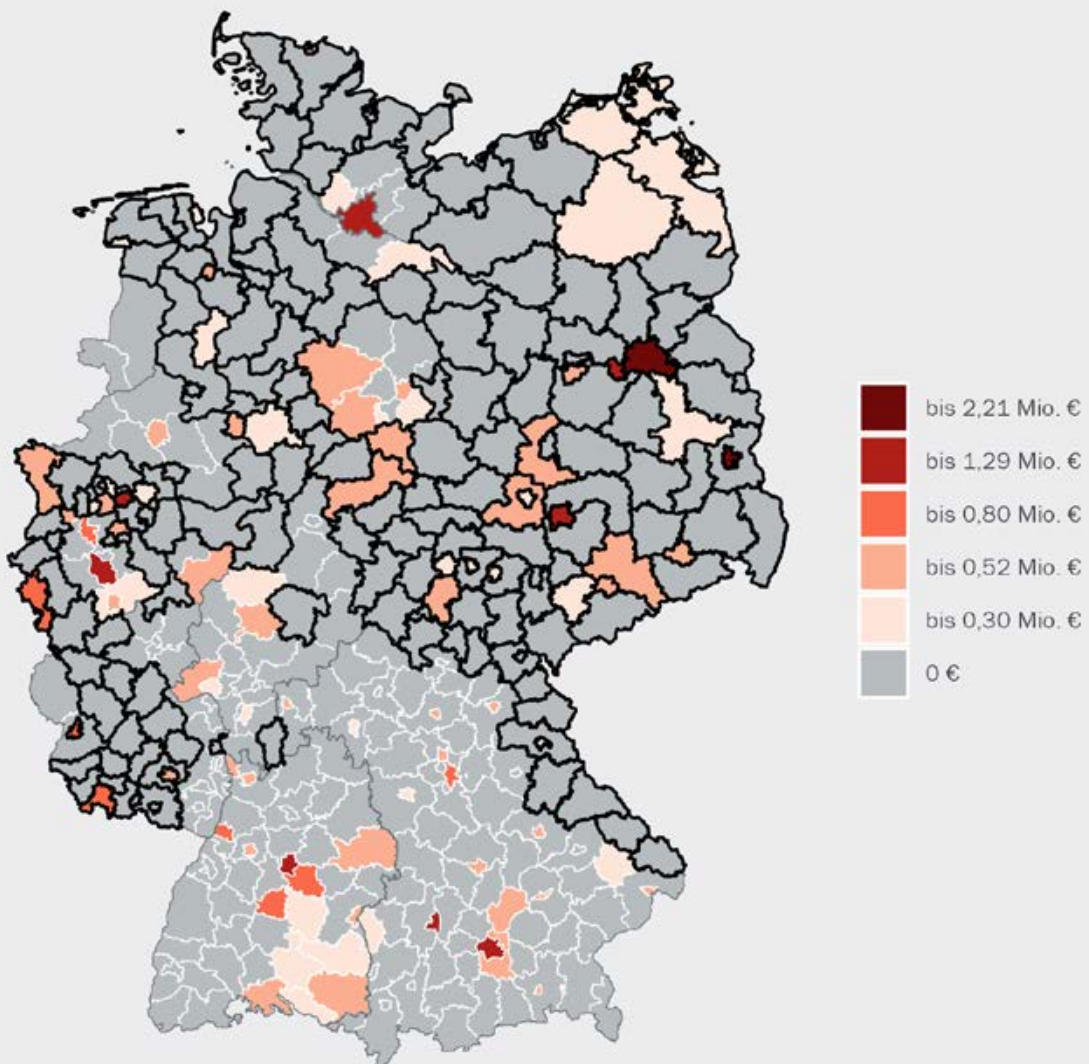 bis 2,21 Mio. €
bis 1,29 Mio. €
bis 0,80 Mio. €
bis 0,52 Mio. €
bis 0,30 Mio. €
0 €